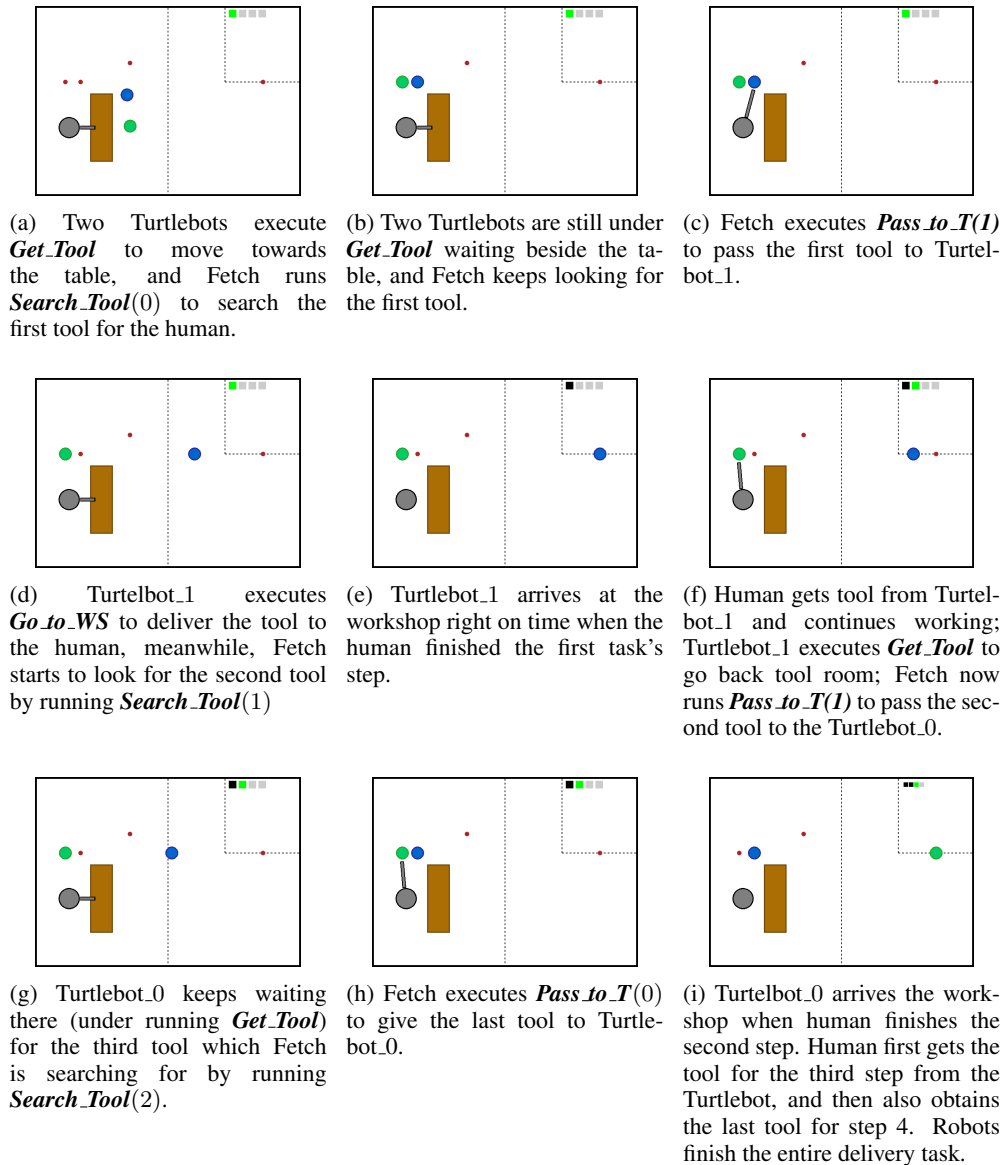 (a) Two Turtlebots execute
Get_Tool to move towards
the table, and Fetch runs
Search_Tool(0) to search the
first tool for the human.
(b) Two Turtlebots are still under
Get_Tool waiting beside the ta-
ble, and Fetch keeps looking for
the first tool.
(c) Fetch executes Pass_to_T(1)
to pass the first tool to Turtel-
bot_1.
(d) Turtelbot_1 executes
Go_to_WS to deliver the tool to
the human, meanwhile, Fetch
starts to look for the second tool
by running Search_Tool(1)
(e) Turtlebot_1 arrives at the
workshop right on time when the
human finished the first task's
step.
(f) Human gets tool from Turtel-
bot_1 and continues working;
Turtlebot_1 executes Get_Tool to
go back tool room; Fetch now
runs Pass_to_T(1) to pass the sec-
ond tool to the Turtlebot_0.
(g) Turtlebot_0 keeps waiting
there (under running Get_Tool)
for the third tool which Fetch
is searching for by running
Search_Tool(2).
(h) Fetch executes Pass_to_T(0)
to give the last tool to Turtle-
bot_0.
(i) Turtelbot_0 arrives the work-
shop when human finishes the
second step. Human first gets the
tool for the third step from the
Turtlebot, and then also obtains
the last tool for step 4. Robots
finish the entire delivery task.